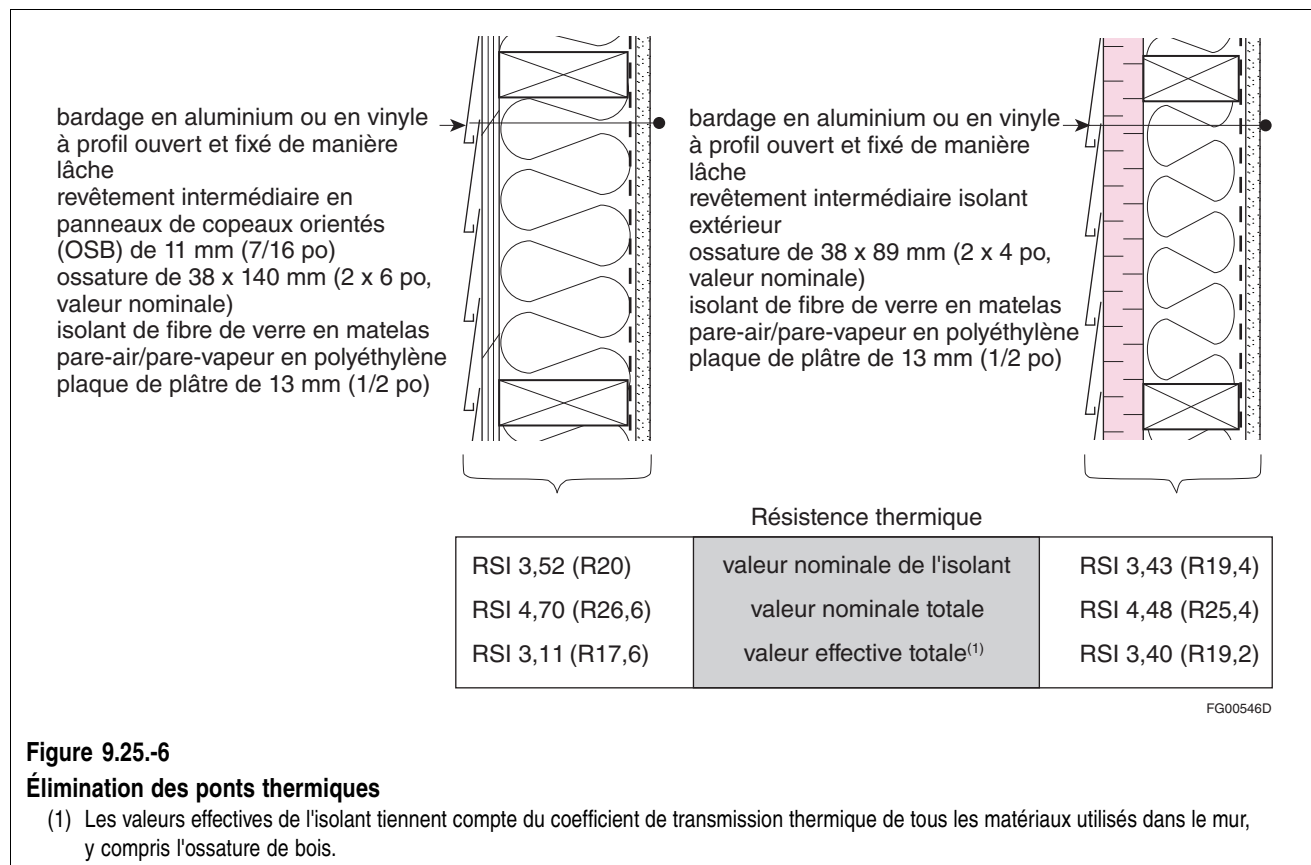 bardage en aluminium ou en vinyle
à profil ouvert et fixé de manière
lâche
revêtement intermédiaire en
panneaux de copeaux orientés
(OSB) de 11 mm (7/16 po)
ossature de 38 x 140 mm (2 x 6 po,
valeur nominale)
isolant de fibre de verre en matelas
pare-air/pare-vapeur en polyéthylène
plaque de plâtre de 13 mm (1/2 po)
bardage en aluminium ou en vinyle
à profil ouvert et fixé de manière
lâche
revêtement intermédiaire isolant
extérieur
ossature de 38 x 89 mm (2 x 4 po,
valeur nominale)
isolant de fibre de verre en matelas
pare-air/pare-vapeur en polyéthylène
plaque de plâtre de 13 mm (1/2 po)
Résistence thermique
RSI 3,52 (R20) valeur nominale de l'isolant RSI 3,43 (R19,4)
RSI 4,70 (R26,6) valeur nominale totale RSI 4,48 (R25,4)
RSI 3,11 (R17,6) valeur effective totale(1) RSI 3,40 (R19,2)
FG00546D
Figure 9.25.-6
Élimination des ponts thermiques
(1) Les valeurs effectives de l'isolant tiennent compte du coefficient de transmission thermique de tous les matériaux utilisés dans le mur,
y compris l'ossature de bois.